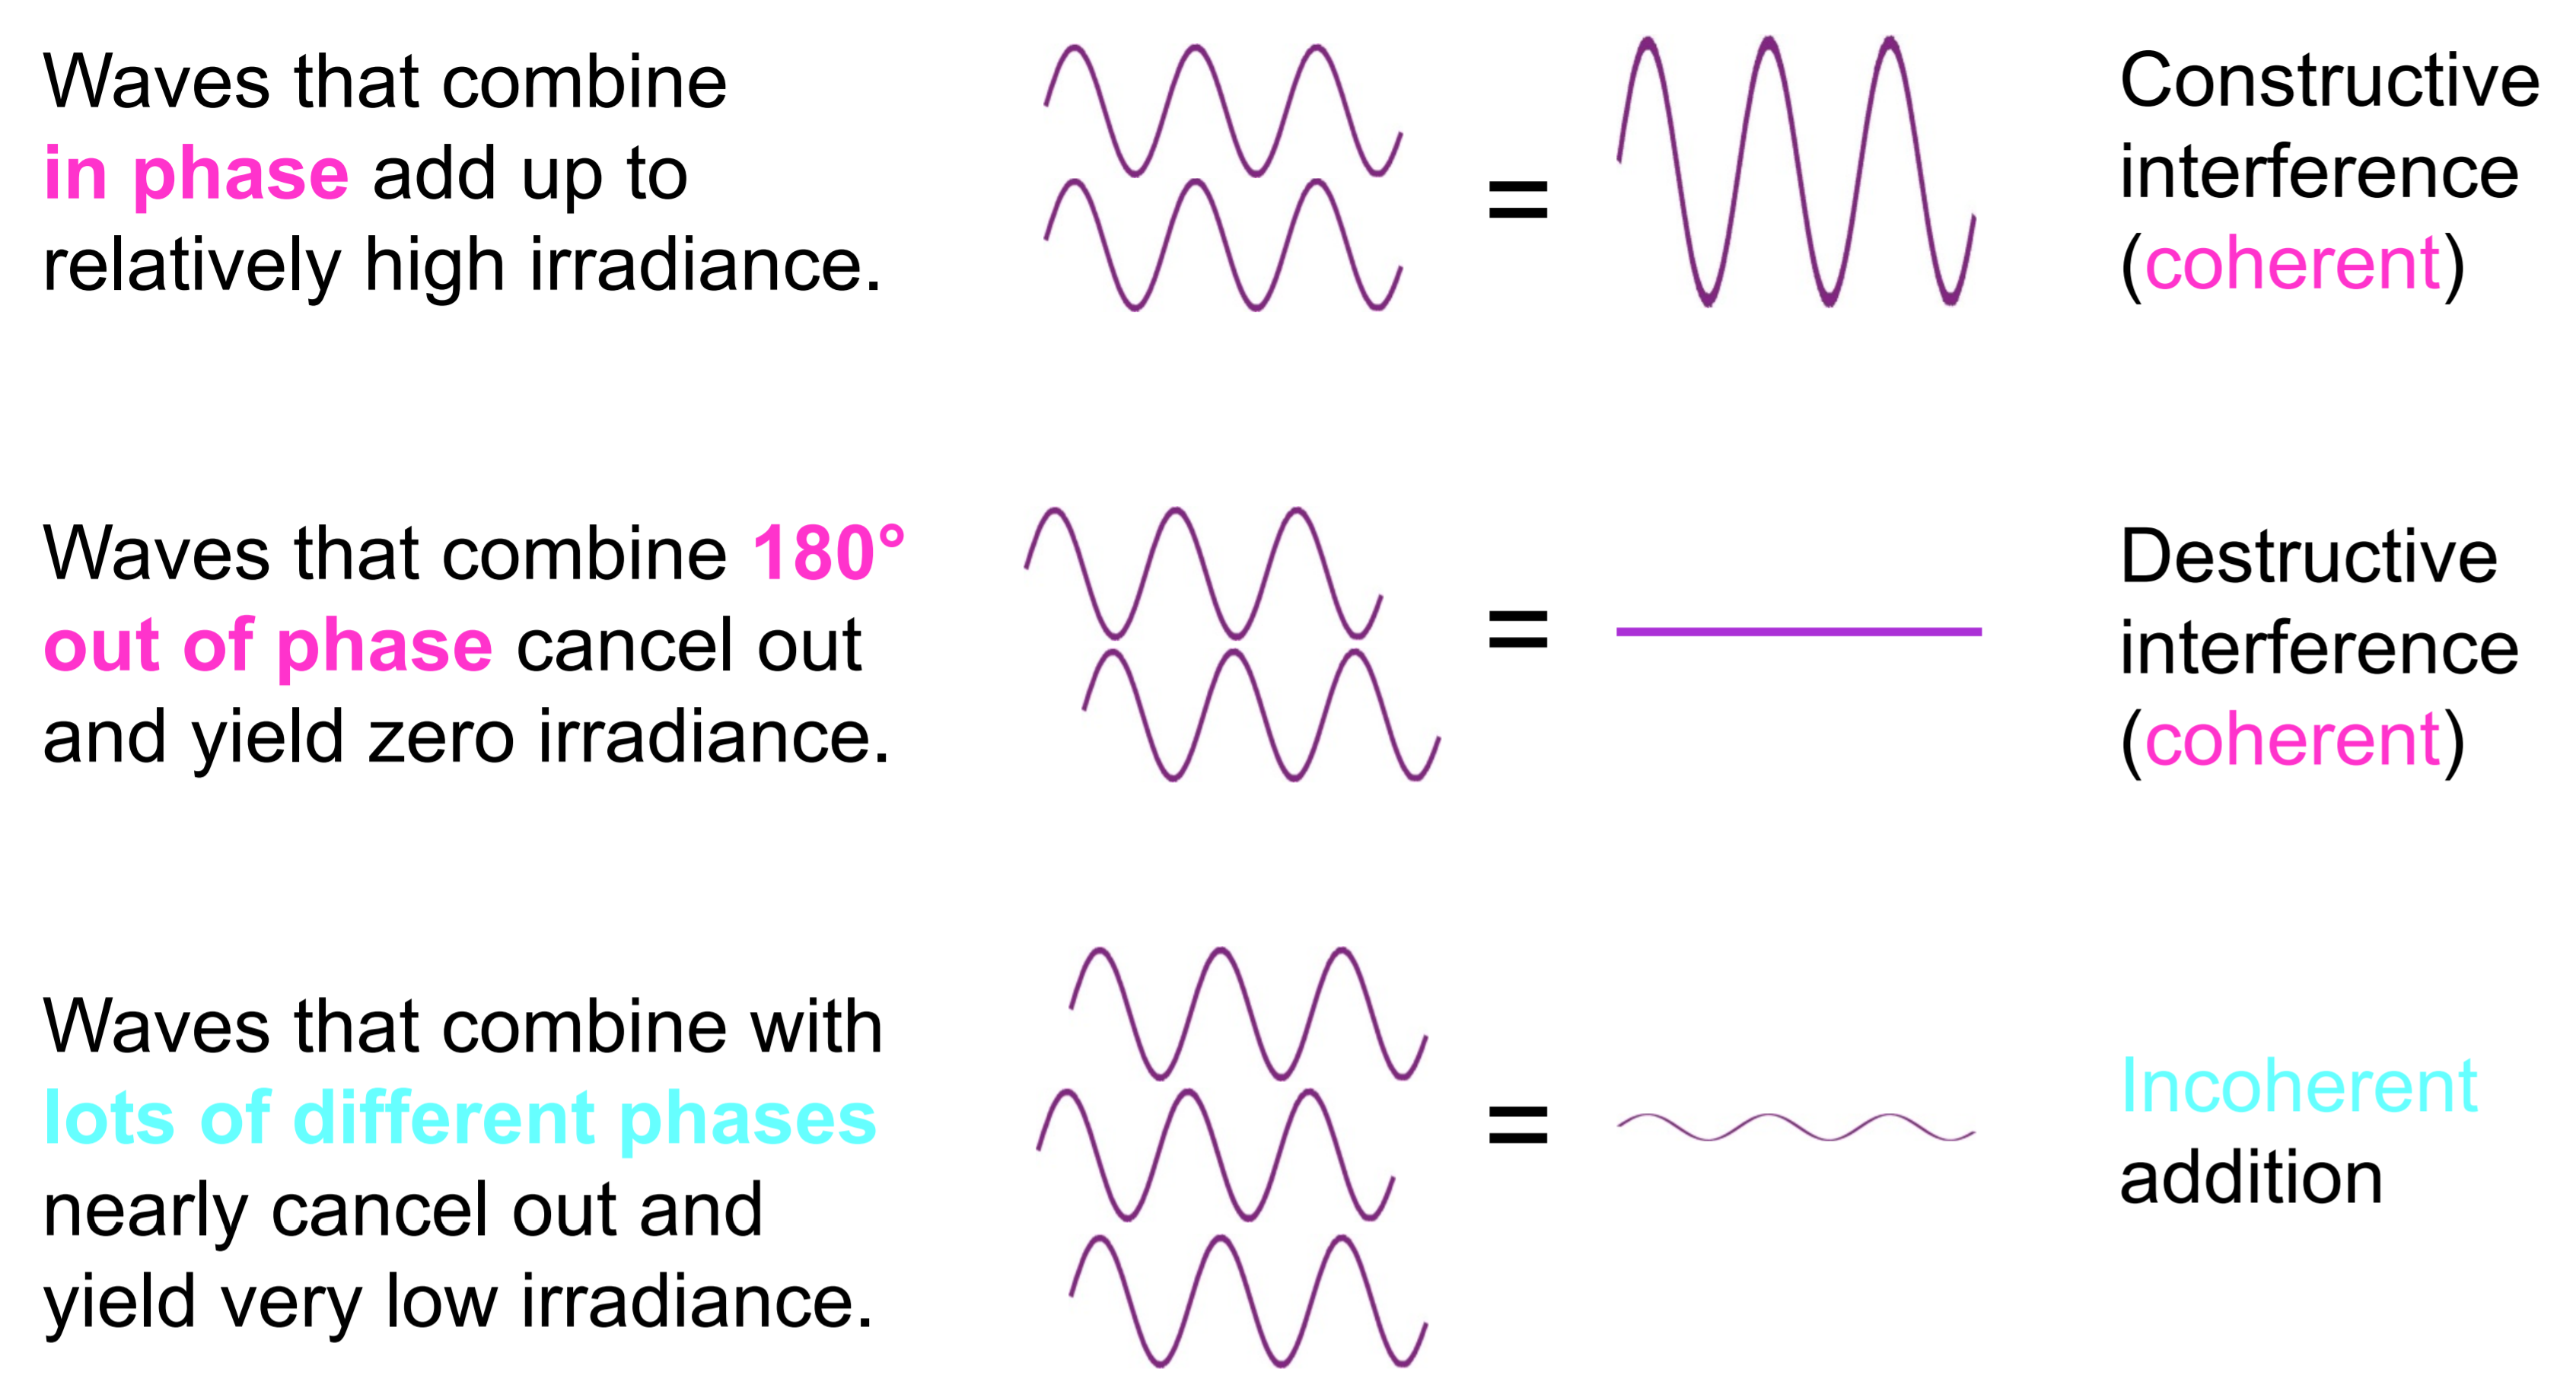 Waves that combine
in phase add up to
relatively high irradiance.
=
Constructive
interference
(coherent)
Waves that combine 180°
out of phase cancel out
and yield zero irradiance.
=
Destructive
interference
(coherent)
Waves that combine with
lots of different phases
nearly cancel out and
yield very low irradiance.
=
Incoherent
addition